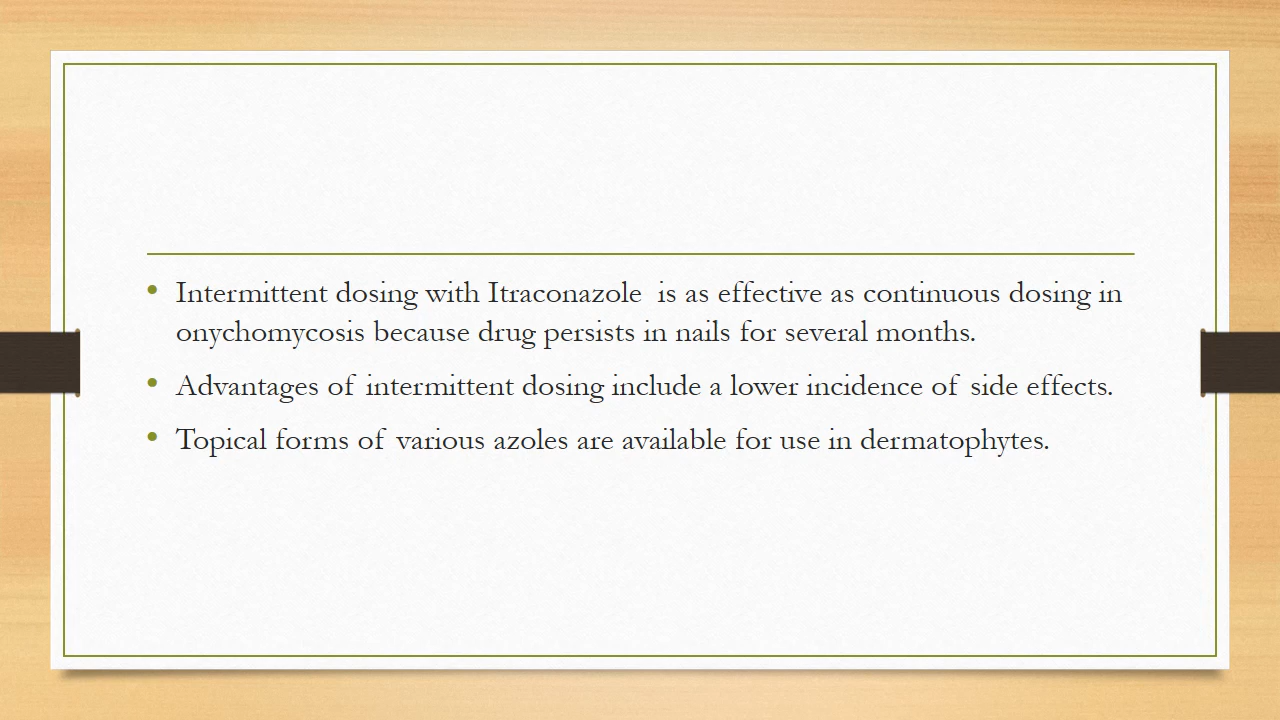 • Intermittent dosing with Itraconazole  is as effective as continuous dosing in
onychomycosis because drug persists in nails for several months.
• Advantages of intermittent dosing include a lower incidence of side effects.
• Topical forms of various azoles are available for use in dermatophytes.